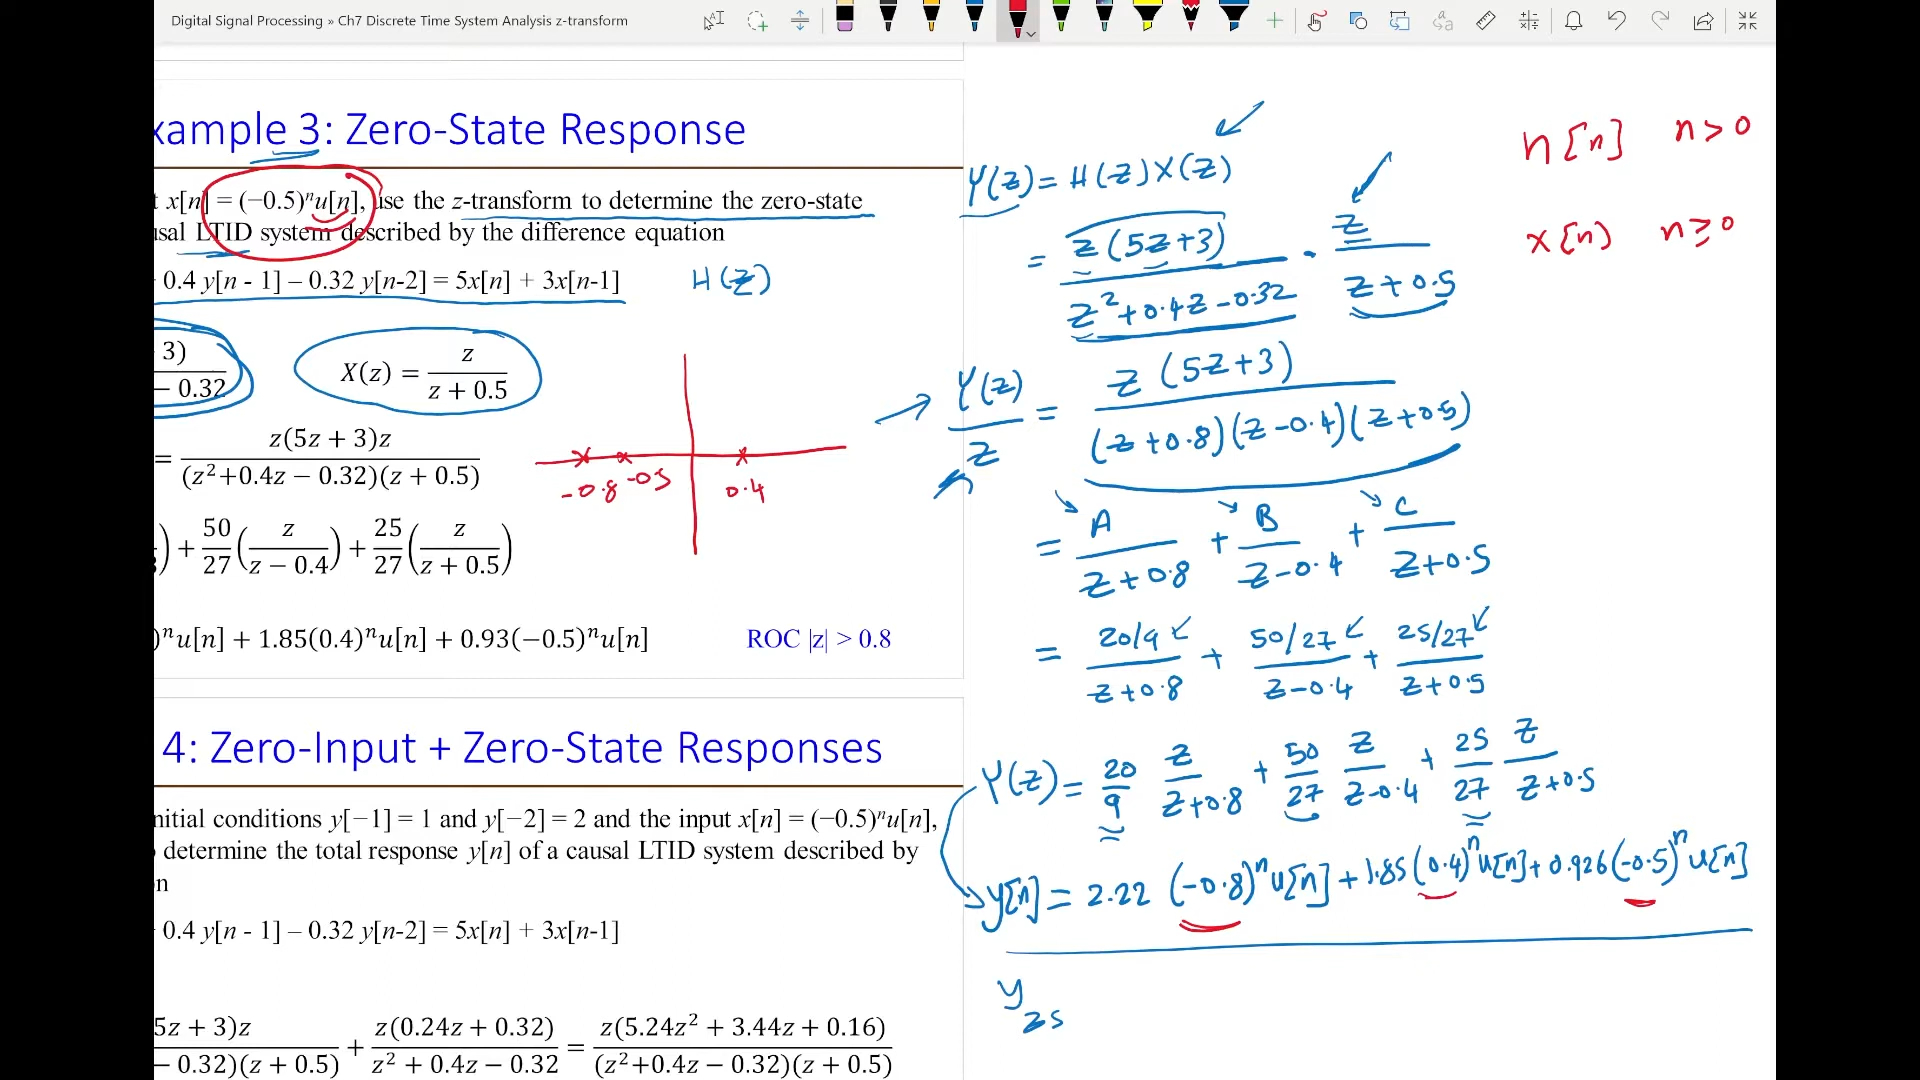 Digital Signal Processing » Ch7 Discrete Time System Analysis z-transform
xample 3: Zero-State Response
t x[n] = (−0.5)ⁿu[n], use the z-transform to determine the zero-state
usal LTID system described by the difference equation
0.4 y[n - 1] – 0.32 y[n-2] = 5x[n] + 3x[n-1]
H(z)
3)
− 0.32
X(z) = z / (z + 0.5)
= z(5z + 3)z / (z²+0.4z − 0.32)(z + 0.5)
-0.8 -0.5 0.4
) + 50/27 (z / (z − 0.4)) + 25/27 (z / (z + 0.5))
)ⁿu[n] + 1.85(0.4)ⁿu[n] + 0.93(−0.5)ⁿu[n]
ROC |z| > 0.8
4: Zero-Input + Zero-State Responses
nitial conditions y[−1] = 1 and y[−2] = 2 and the input x[n] = (−0.5)ⁿu[n],
o determine the total response y[n] of a causal LTID system described by
on
0.4 y[n - 1] – 0.32 y[n-2] = 5x[n] + 3x[n-1]
5z + 3)z / − 0.32)(z + 0.5) + z(0.24z + 0.32) / (z² + 0.4z − 0.32) = z(5.24z² + 3.44z + 0.16) / (z²+0.4z − 0.32)(z + 0.5)
Y(z) = H(z)X(z)
= z(5z+3) / (z²+0.4z-0.32) · z / (z+0.5)
Y(z)/z = z(5z+3) / (z+0.8)(z-0.4)(z+0.5)
= A / (z+0.8) + B / (z-0.4) + C / (z+0.5)
= 20/9 / (z+0.8) + 50/27 / (z-0.4) + 25/27 / (z+0.5)
Y(z) = 20/9 z/(z+0.8) + 50/27 z/(z-0.4) + 25/27 z/(z+0.5)
y[n] = 2.22 (-0.8)ⁿ u[n] + 1.85 (0.4)ⁿ u[n] + 0.926 (-0.5)ⁿ u[n]
y zs
h[n] n>0
x[n] n≥0